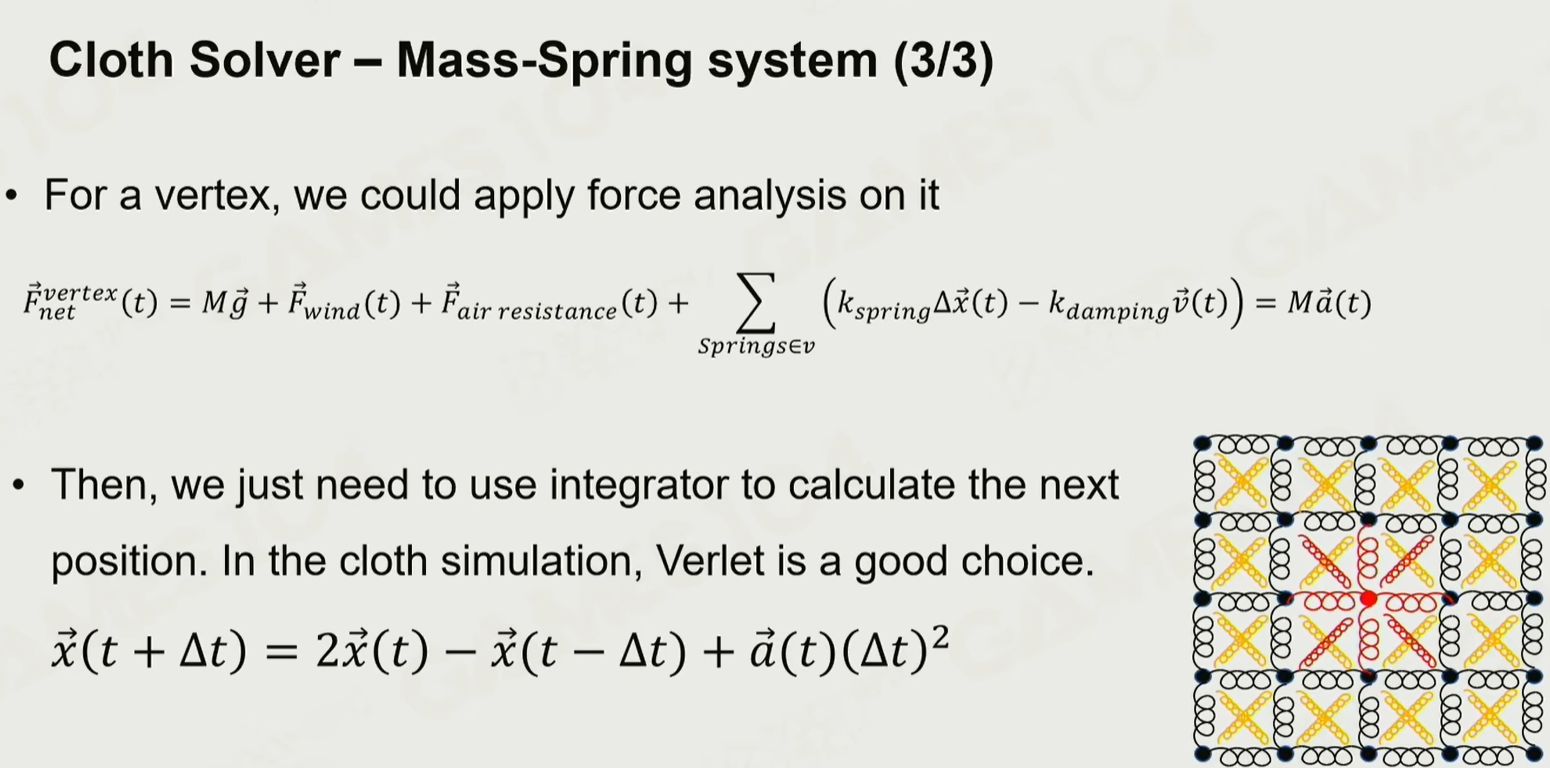 Cloth Solver – Mass-Spring system (3/3)
• For a vertex, we could apply force analysis on it
$\vec{F}_{net}^{vertex}(t) = M\vec{g} + \vec{F}_{wind}(t) + \vec{F}_{air\ resistance}(t) + \sum_{Springs \in v} \left(k_{spring}\Delta\vec{x}(t) - k_{damping}\vec{v}(t)\right) = M\vec{a}(t)$
• Then, we just need to use integrator to calculate the next
position. In the cloth simulation, Verlet is a good choice.
$\vec{x}(t + \Delta t) = 2\vec{x}(t) - \vec{x}(t - \Delta t) + \vec{a}(t)(\Delta t)^2$